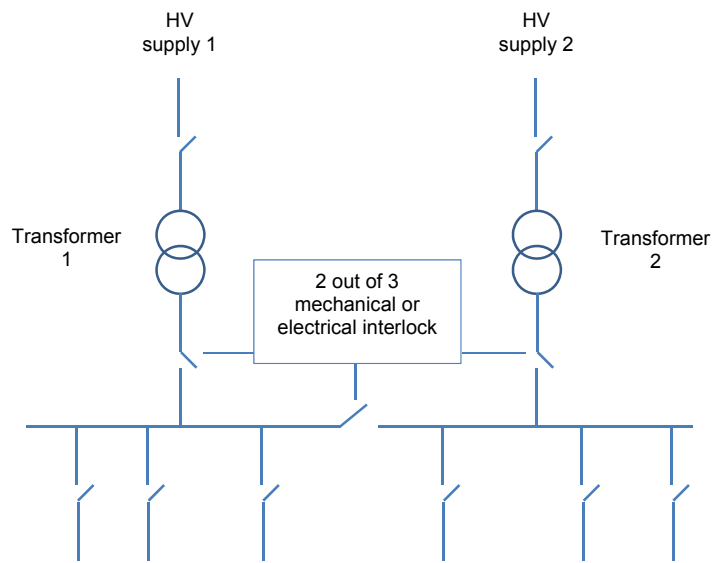 HV
supply 1
HV
supply 2
Transformer
1
2 out of 3
mechanical or
electrical interlock
Transformer
2